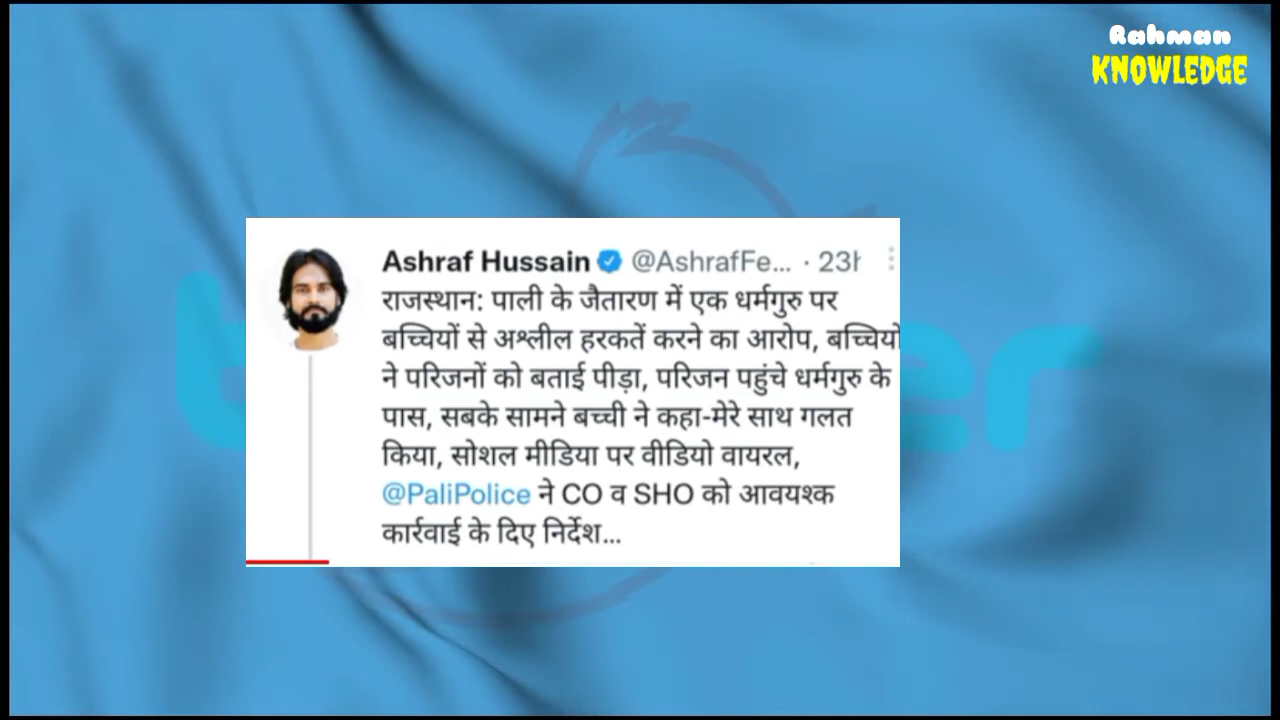 Rahman
KNOWLEDGE
Ashraf Hussain @AshrafFe... · 23h
राजस्थान: पाली के जैतारण में एक धर्मगुरु पर
बच्चियों से अश्लील हरकतें करने का आरोप, बच्चियों
ने परिजनों को बताई पीड़ा, परिजन पहुंचे धर्मगुरु के
पास, सबके सामने बच्ची ने कहा-मेरे साथ गलत
किया, सोशल मीडिया पर वीडियो वायरल,
@PaliPolice ने CO व SHO को आवयश्क
कार्रवाई के दिए निर्देश...